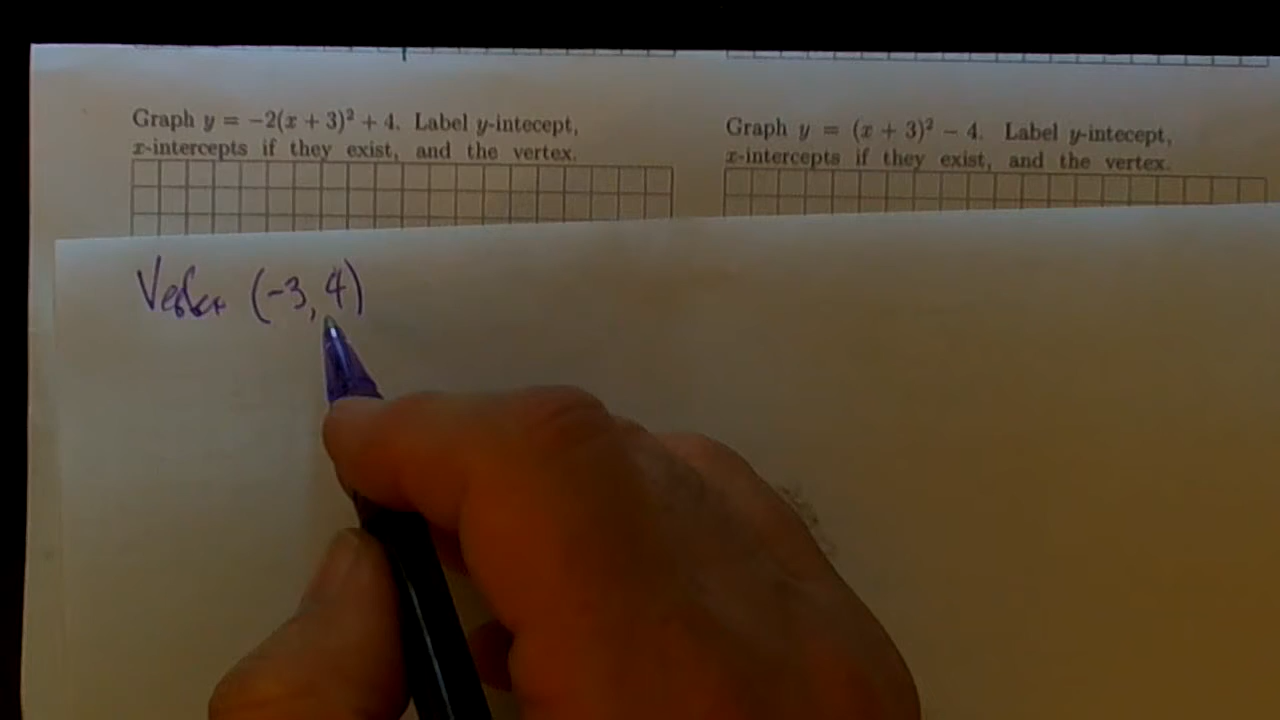 Graph y = −2(x + 3)² + 4. Label y-intecept,
x-intercepts if they exist, and the vertex.
Graph y = (x + 3)² − 4. Label y-intecept,
x-intercepts if they exist, and the vertex.
Vertex (-3, 4)